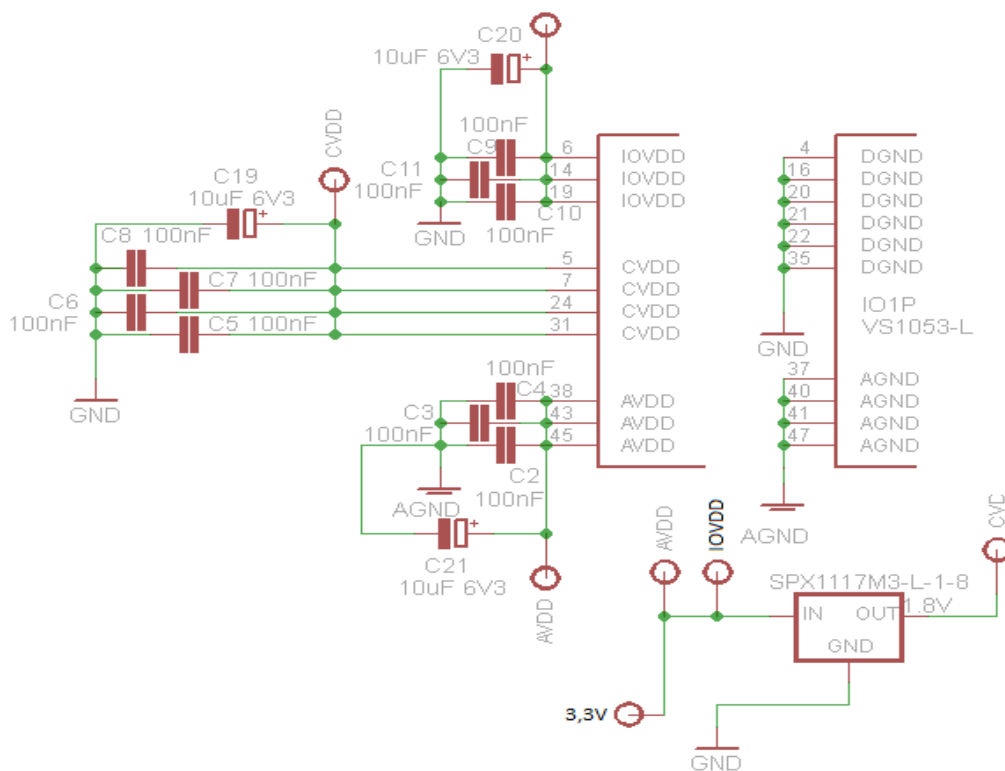 C20
10uF 6V3
+
100nF
C9
C11
100nF
C10
100nF
GND
6 IOVDD
14 IOVDD
19 IOVDD
CVDD
C19
10uF 6V3
+
C8 100nF
C7 100nF
C6
100nF
C5 100nF
GND
5 CVDD
7 CVDD
24 CVDD
31 CVDD
100nF
C4
C3
100nF
C2
100nF
AGND
38 AVDD
43 AVDD
45 AVDD
+
C21
10uF 6V3
AVDD
4 DGND
16 DGND
20 DGND
21 DGND
22 DGND
35 DGND
IO1P
VS1053-L
GND
37 AGND
40 AGND
41 AGND
47 AGND
AGND
AVDD
IOVDD
CVD
SPX1117M3-L-1-8
1.8V
IN OUT
GND
3,3V
GND